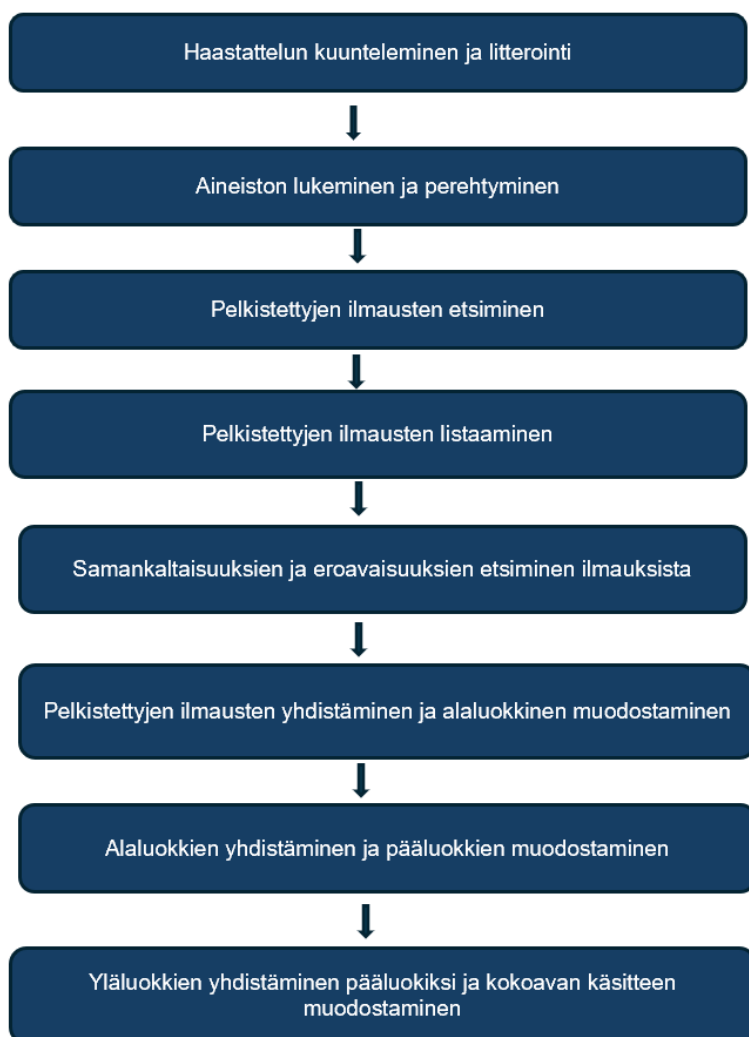 Haastattelun kuunteleminen ja litterointi
Aineiston lukeminen ja perehtyminen
Pelkistettyjen ilmausten etsiminen
Pelkistettyjen ilmausten listaaminen
Samankaltaisuuksien ja eroavaisuuksien etsiminen ilmauksista
Pelkistettyjen ilmausten yhdistäminen ja alaluokkinen muodostaminen
Alaluokkien yhdistäminen ja pääluokkien muodostaminen
Yläluokkien yhdistäminen pääluokiksi ja kokoavan käsitteen
muodostaminen